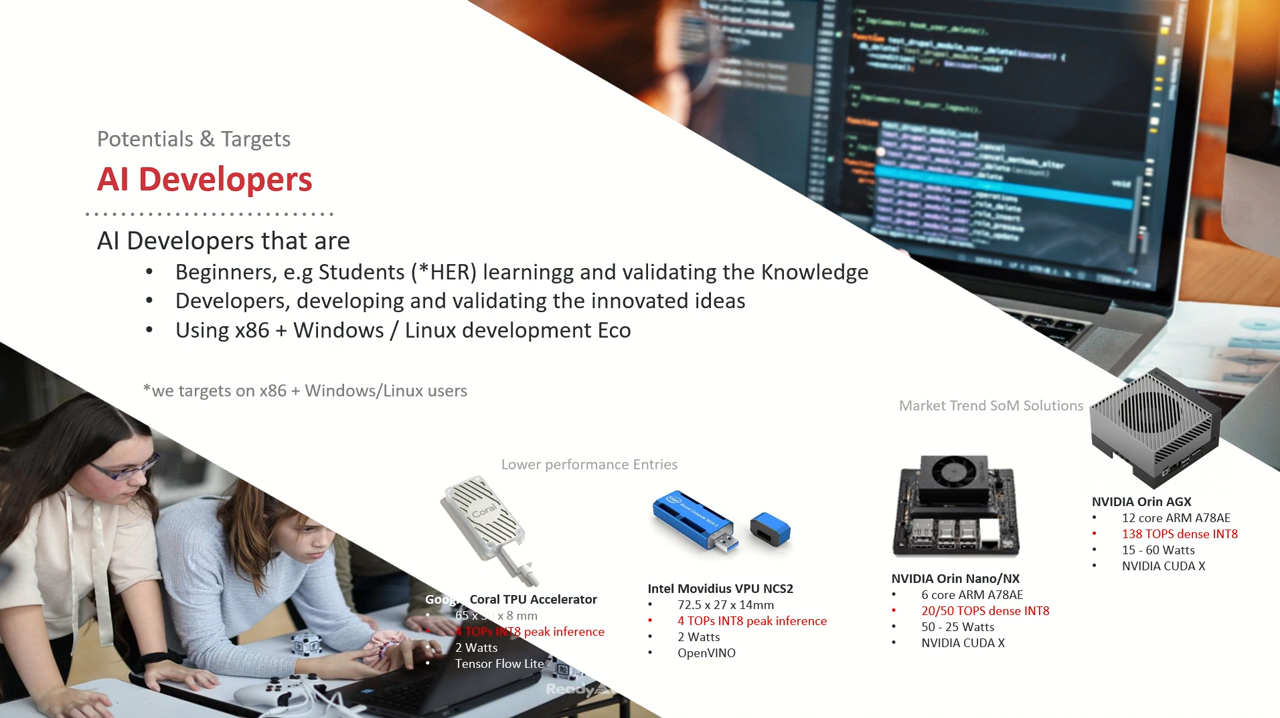 Potentials & Targets
AI Developers
AI Developers that are
• Beginners, e.g Students (*HER) learningg and validating the Knowledge
• Developers, developing and validating the innovated ideas
• Using x86 + Windows / Linux development Eco
*we targets on x86 + Windows/Linux users
Market Trend SoM Solutions
Lower performance Entries
Coral
Coral TPU Accelerator
• 65 x x 8 mm
• 4 TOPs INT8 peak inference
• 2 Watts
• Tensor Flow Lite
Intel Movidius VPU NCS2
• 72.5 x 27 x 14mm
• 4 TOPs INT8 peak inference
• 2 Watts
• OpenVINO
NVIDIA Orin Nano/NX
• 6 core ARM A78AE
• 20/50 TOPS dense INT8
• 50 - 25 Watts
• NVIDIA CUDA X
NVIDIA Orin AGX
• 12 core ARM A78AE
• 138 TOPS dense INT8
• 15 - 60 Watts
• NVIDIA CUDA X